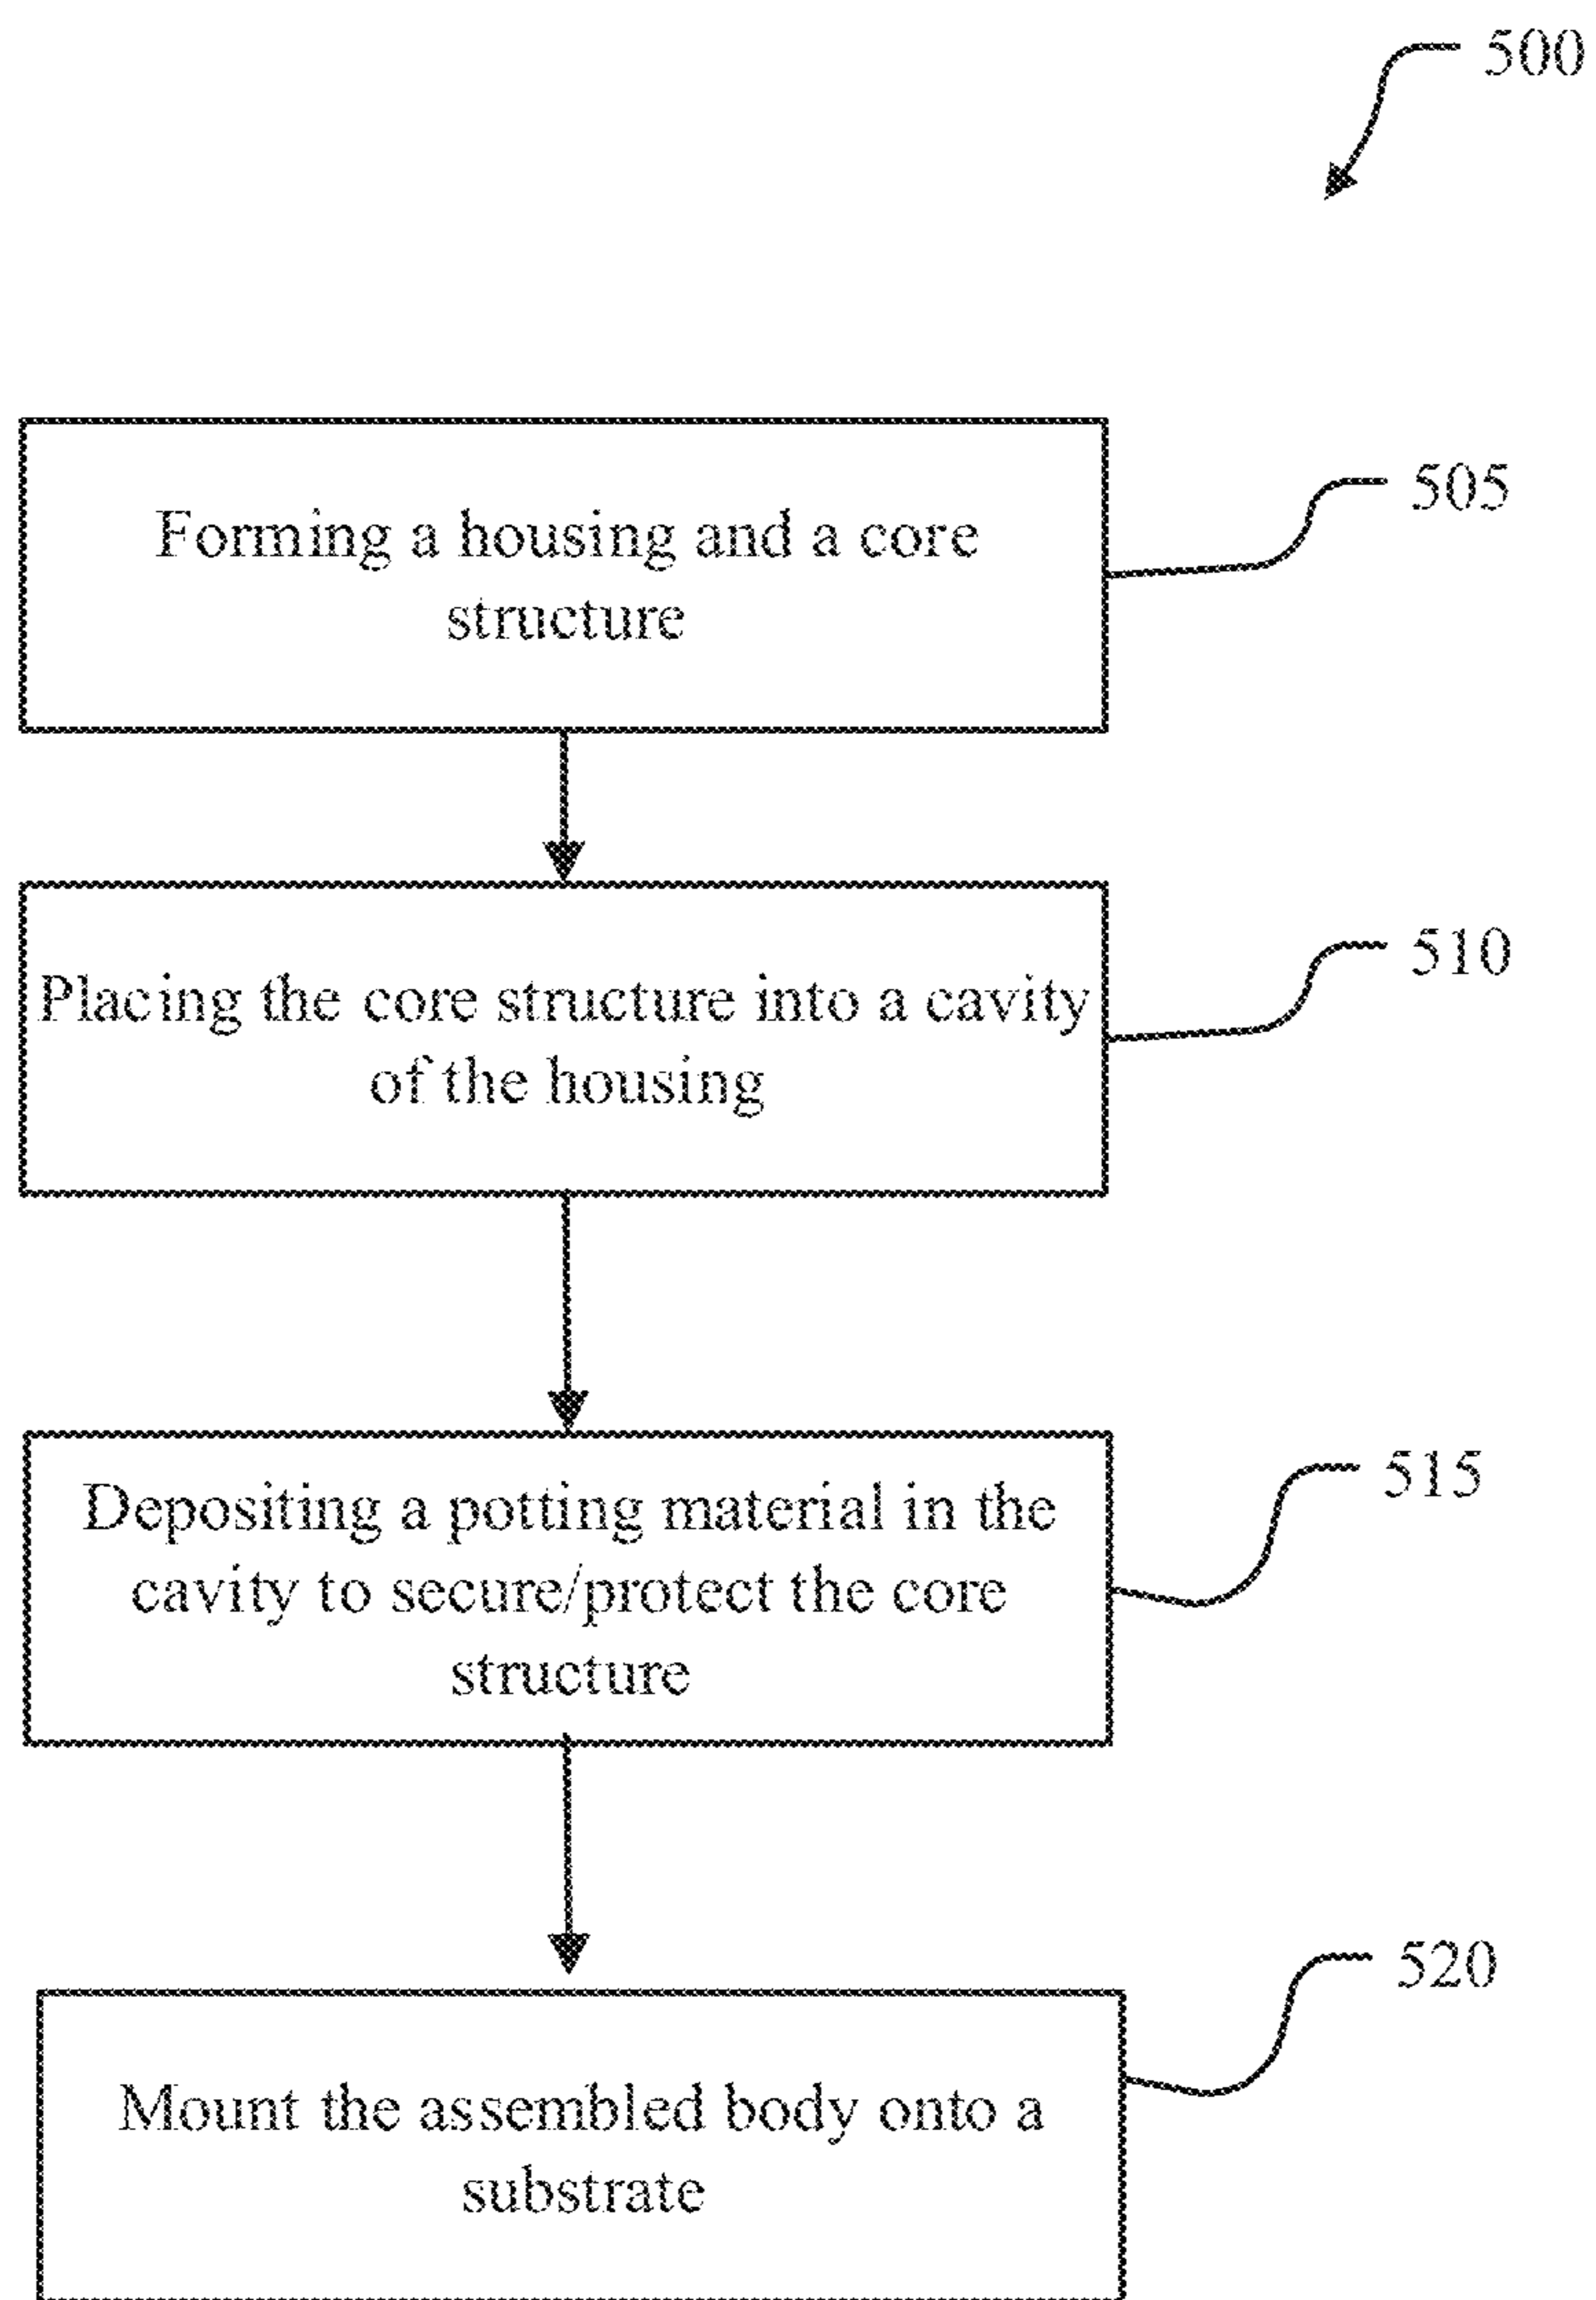 500
Forming a housing and a core
structure
505
Placing the core structure into a cavity
of the housing
510
Depositing a potting material in the
cavity to secure/protect the core
structure
515
Mount the assembled body onto a
substrate
520